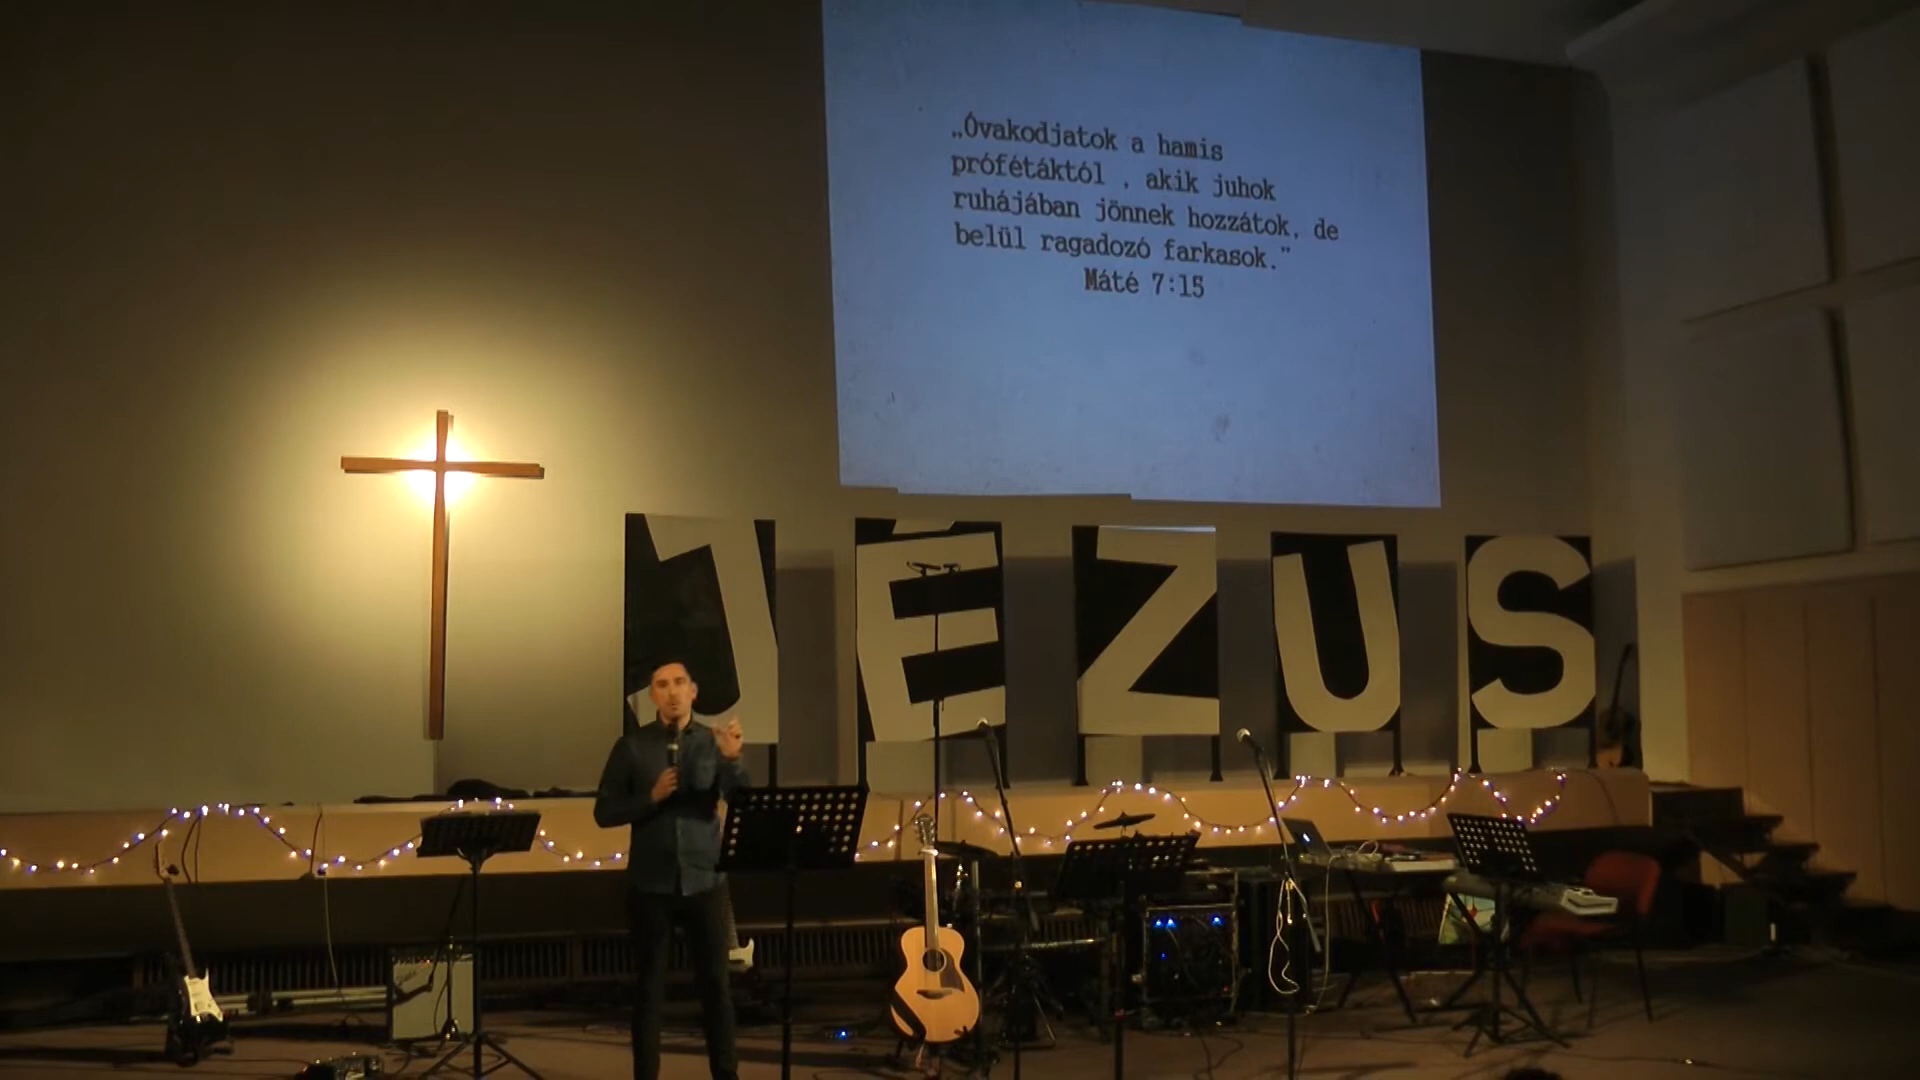 „Óvakodjatok a hamis
prófétáktól , akik juhok
ruhájában jönnek hozzátok, de
belül ragadozó farkasok.”
Máté 7:15
JÉZUS